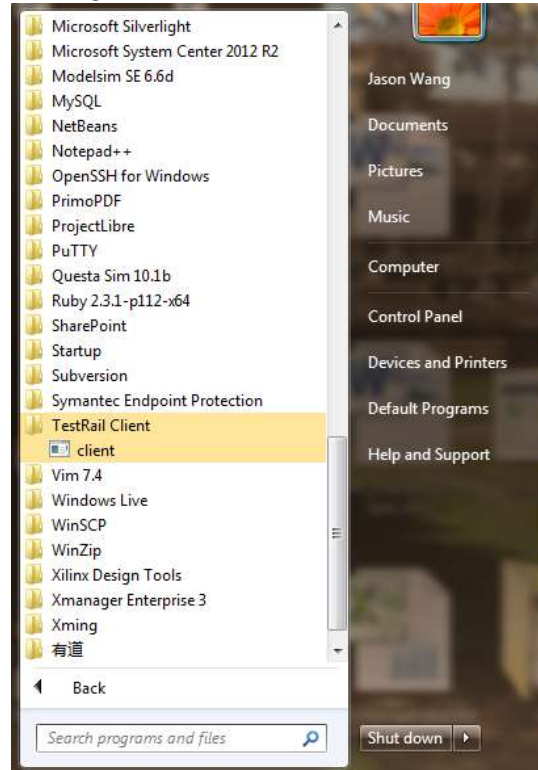 Microsoft Silverlight
Microsoft System Center 2012 R2
Modelsim SE 6.6d
MySQL
NetBeans
Notepad++
OpenSSH for Windows
PrimoPDF
ProjectLibre
PuTTY
Questa Sim 10.1b
Ruby 2.3.1-p112-x64
SharePoint
Startup
Subversion
Symantec Endpoint Protection
TestRail Client
client
Vim 7.4
Windows Live
WinSCP
WinZip
Xilinx Design Tools
Xmanager Enterprise 3
Xming
有道
Back
Search programs and files
Jason Wang
Documents
Pictures
Music
Computer
Control Panel
Devices and Printers
Default Programs
Help and Support
Shut down